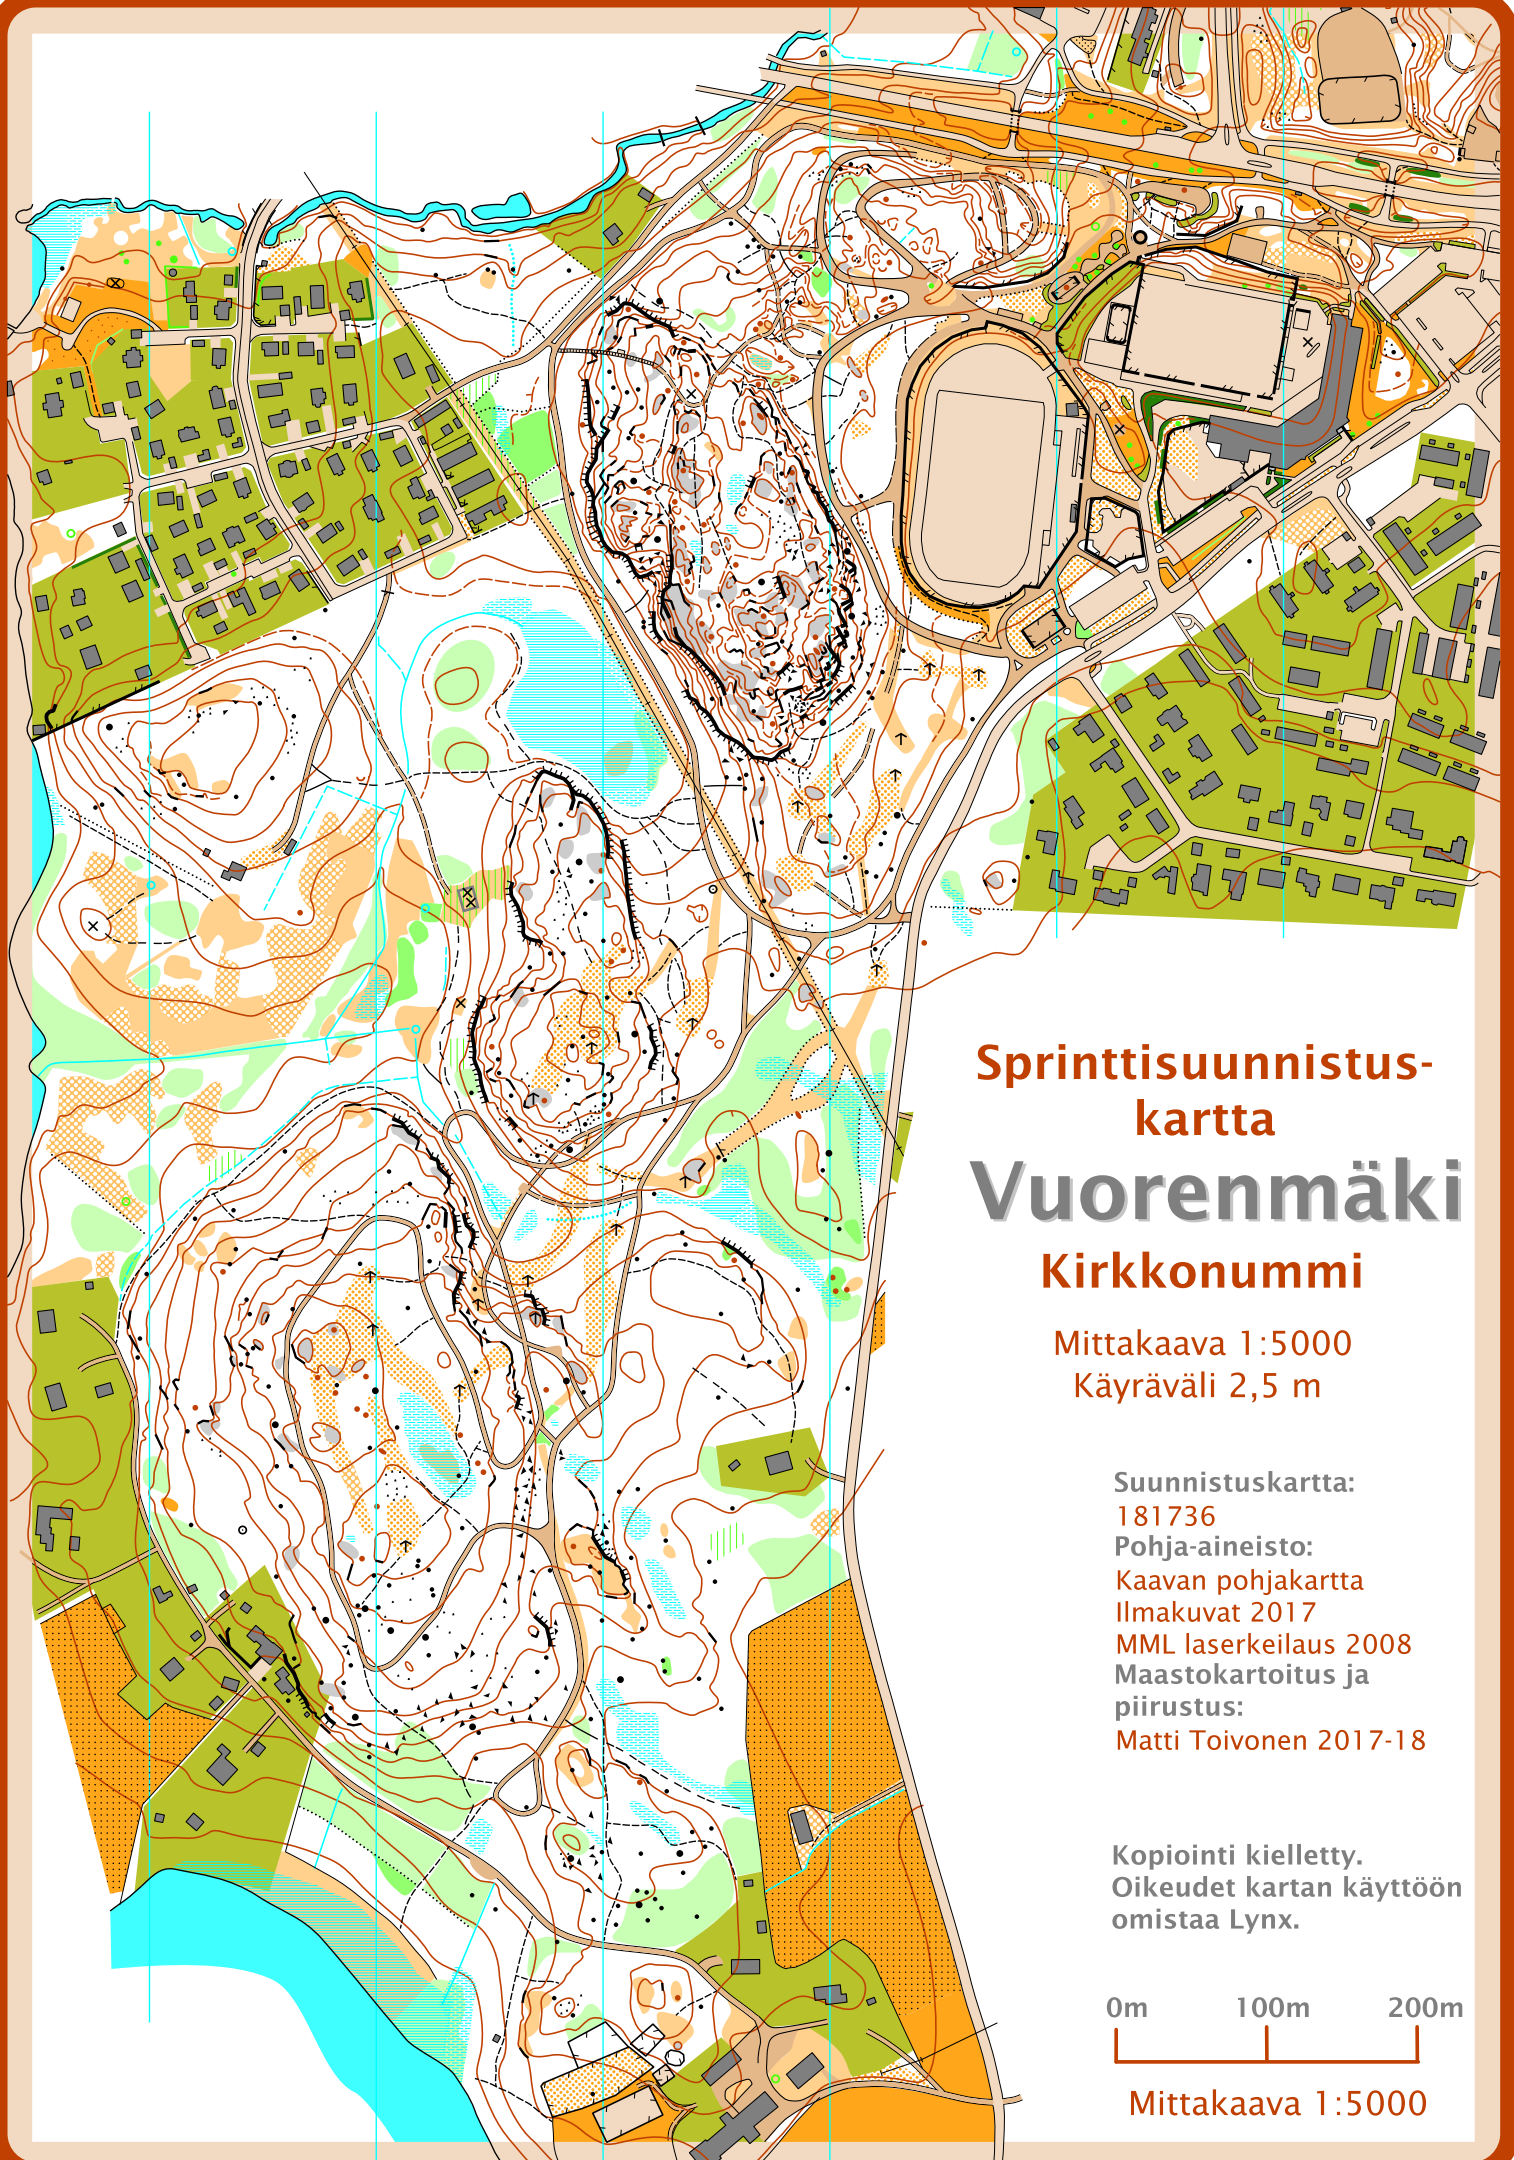 Sprinttisuunnistus-
kartta
Vuorenmäki
Kirkkonummi
Mittakaava 1:5000
Käyräväli 2,5 m
Suunnistuskartta:
181736
Pohja-aineisto:
Kaavan pohjakartta
Ilmakuvat 2017
MML laserkeilaus 2008
Maastokartoitus ja
piirustus:
Matti Toivonen 2017-18
Kopiointi kielletty.
Oikeudet kartan käyttöön
omistaa Lynx.
0m 100m 200m
Mittakaava 1:5000